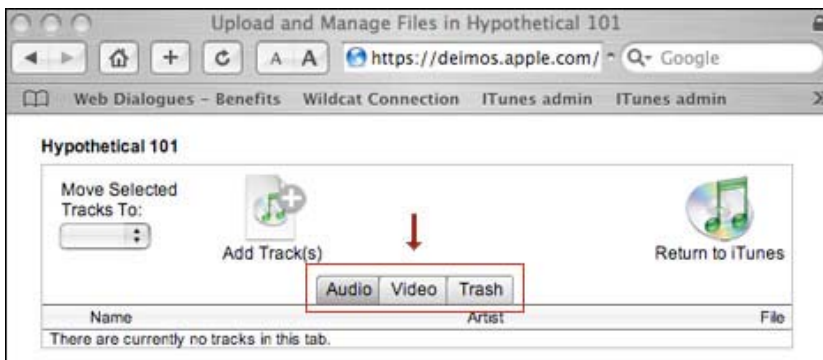 Upload and Manage Files in Hypothetical 101
A A https://deimos.apple.com/ Google
Web Dialogues – Benefits Wildcat Connection ITunes admin ITunes admin
Hypothetical 101
Move Selected
Tracks To:
Add Track(s)
Return to iTunes
Audio Video Trash
Name Artist File
There are currently no tracks in this tab.